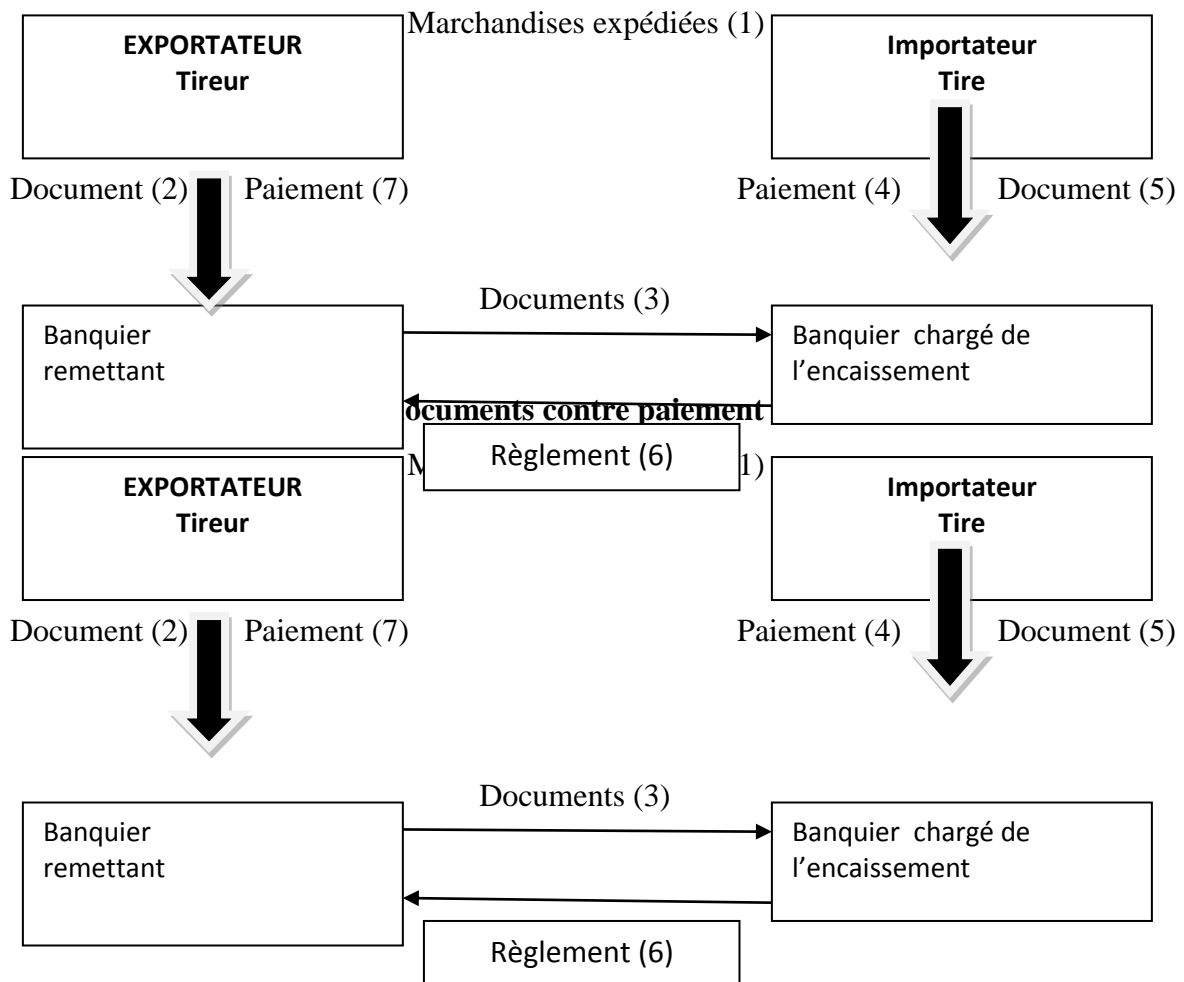 Marchandises expédiées (1)
EXPORTATEUR
Tireur
Importateur
Tire
Document (2) Paiement (7)
Paiement (4) Document (5)
Documents (3)
Banquier
remettant
Banquier chargé de
l’encaissement
ocuments contre paiement
Règlement (6)
M 1)
EXPORTATEUR
Tireur
Importateur
Tire
Document (2) Paiement (7)
Paiement (4) Document (5)
Documents (3)
Banquier
remettant
Banquier chargé de
l’encaissement
Règlement (6)